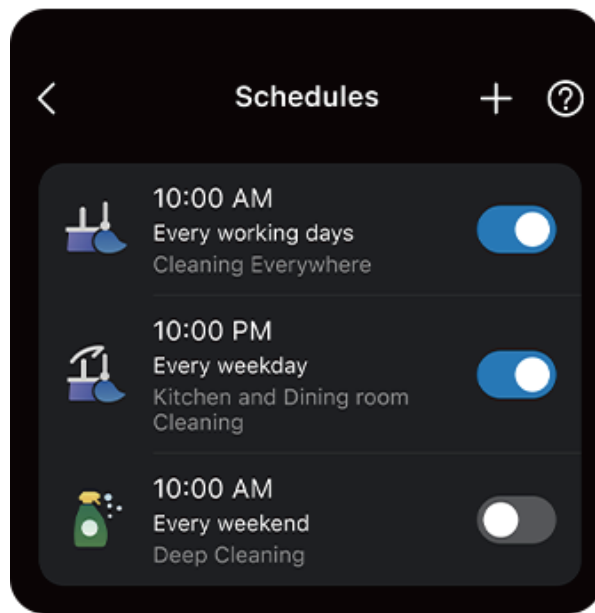 Schedules
10:00 AM
Every working days
Cleaning Everywhere
10:00 PM
Every weekday
Kitchen and Dining room
Cleaning
10:00 AM
Every weekend
Deep Cleaning